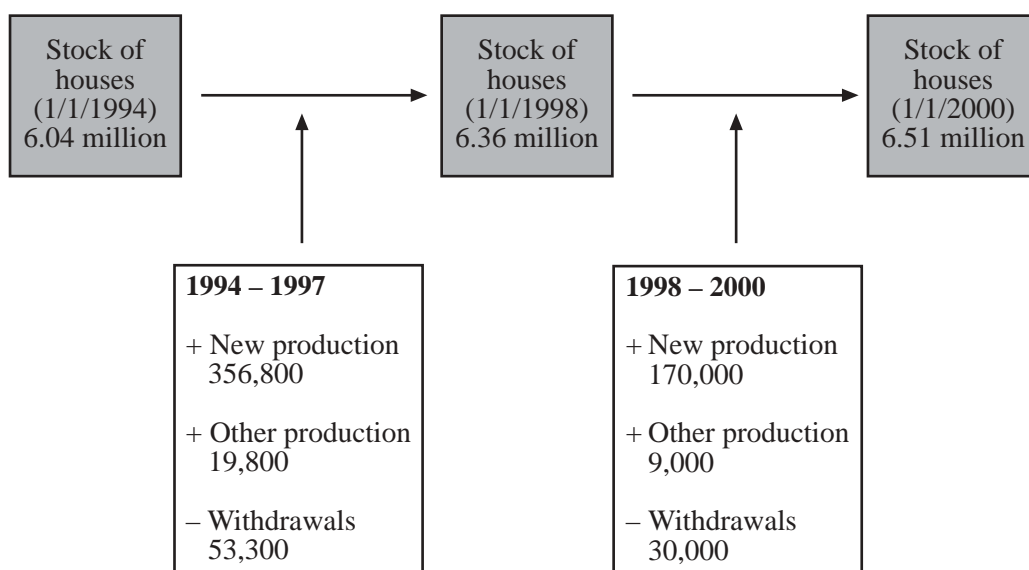 Stock of
houses
(1/1/1994)
6.04 million
Stock of
houses
(1/1/1998)
6.36 million
Stock of
houses
(1/1/2000)
6.51 million
1994 – 1997
+ New production
356,800
+ Other production
19,800
– Withdrawals
53,300
1998 – 2000
+ New production
170,000
+ Other production
9,000
– Withdrawals
30,000